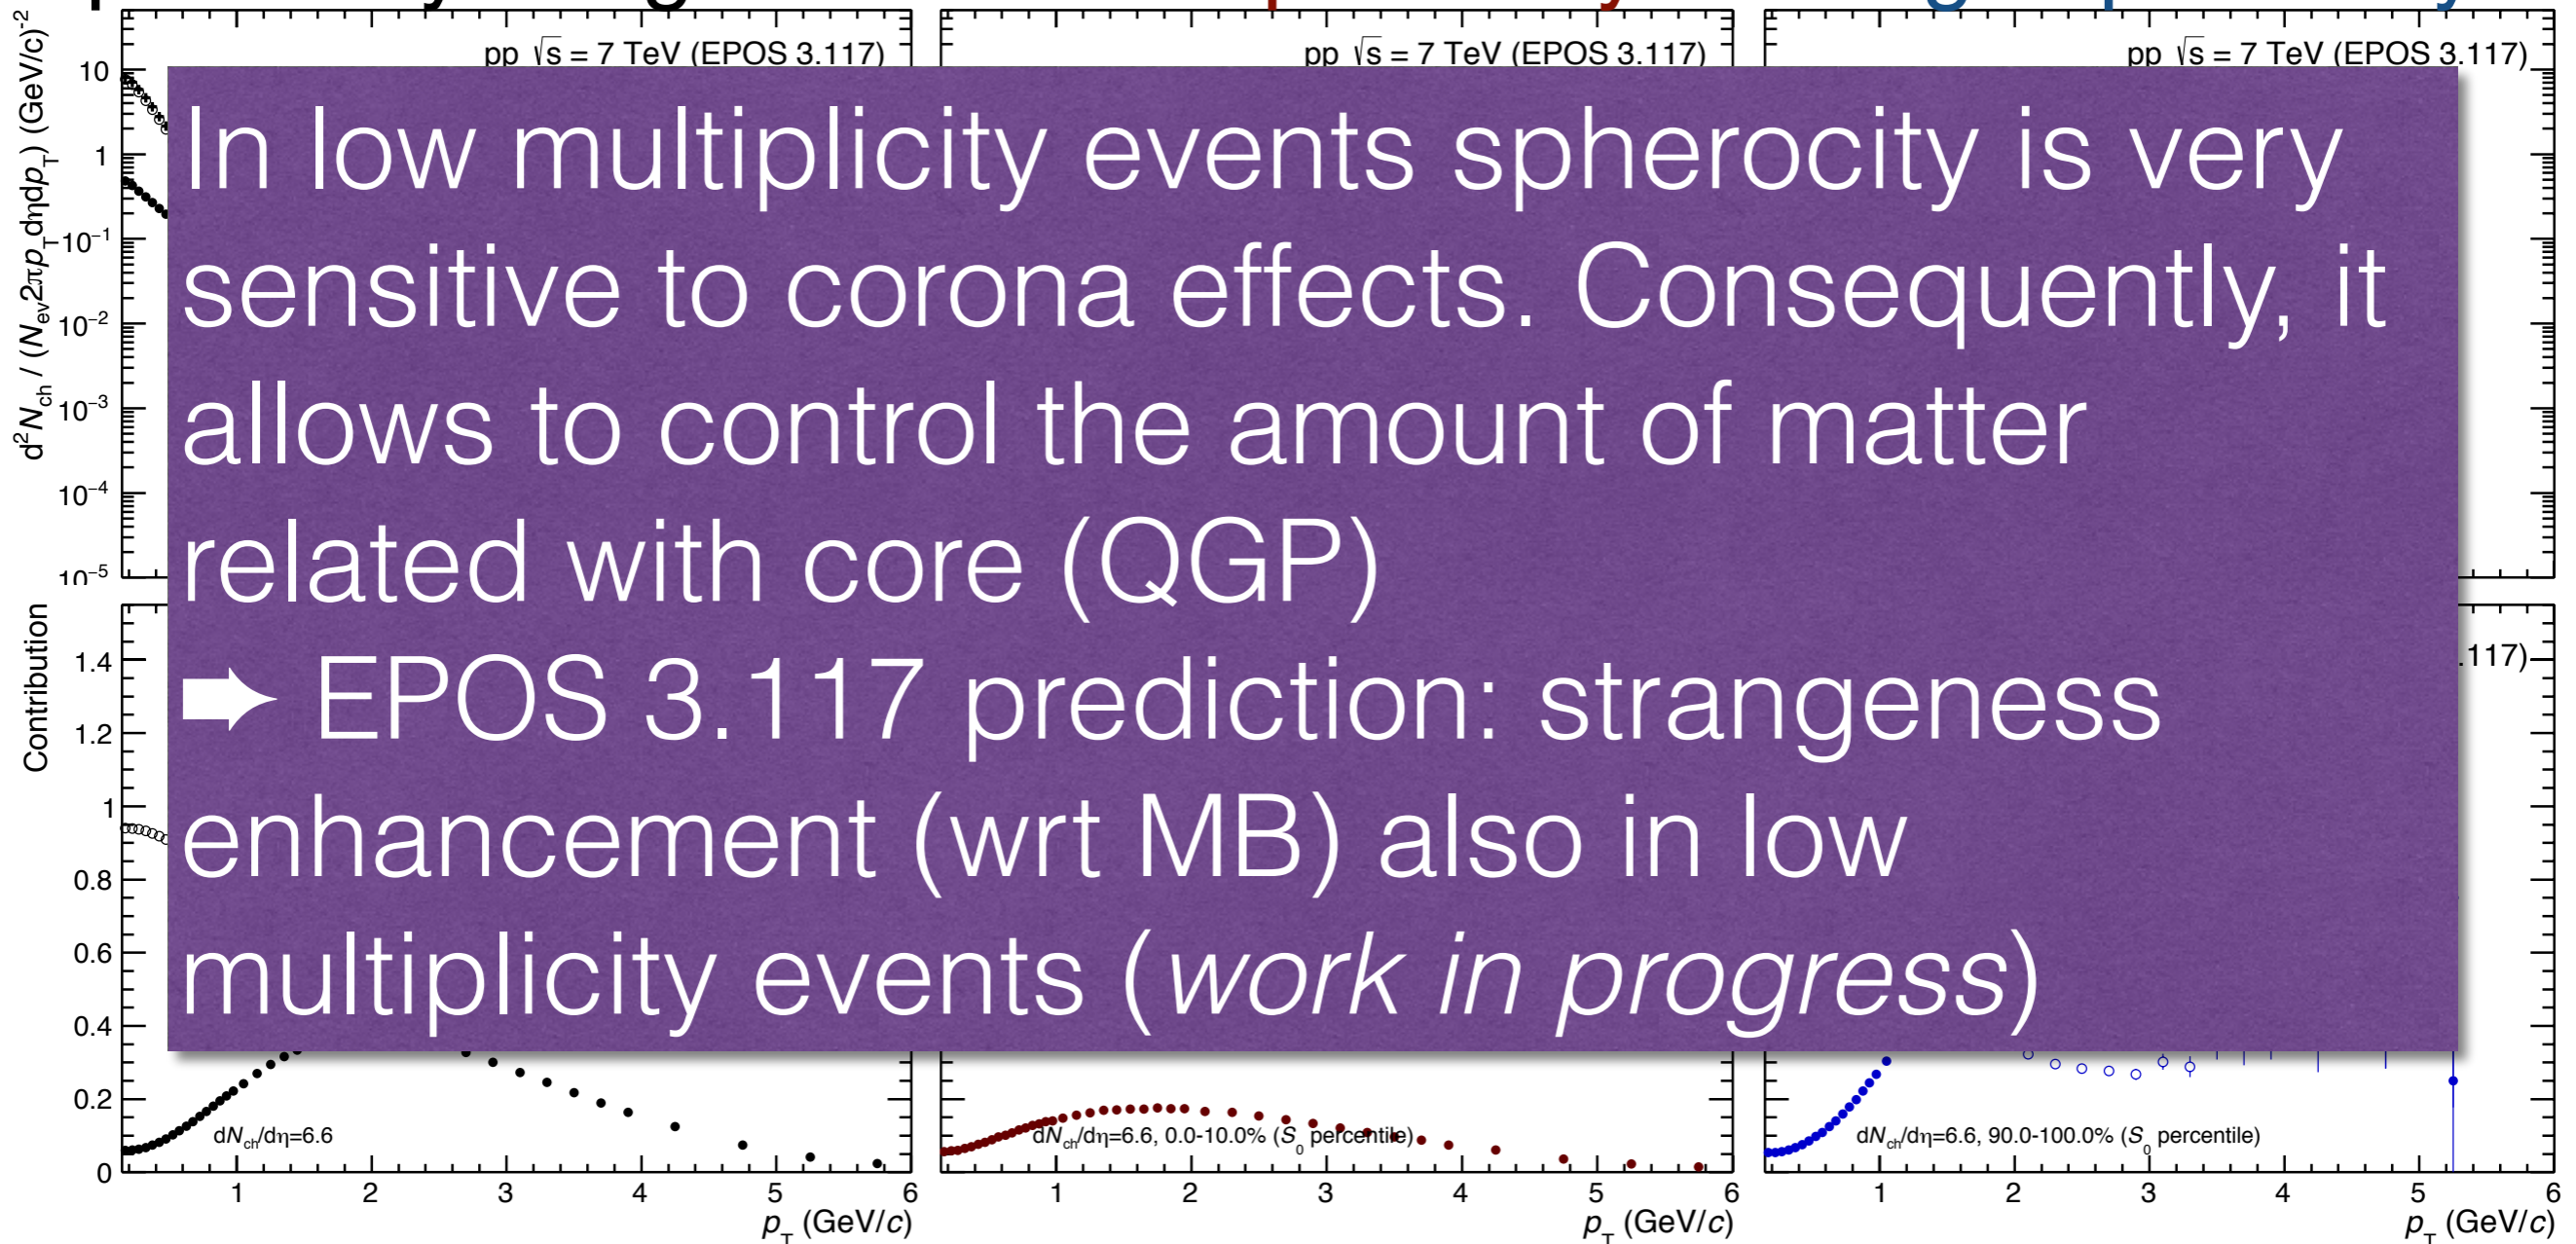 pp √s = 7 TeV (EPOS 3.117)
pp √s = 7 TeV (EPOS 3.117)
pp √s = 7 TeV (EPOS 3.117)
d²N_ch / (N_ev 2πp_T dηdp_T) (GeV/c)⁻²
10
1
10⁻¹
10⁻²
10⁻³
10⁻⁴
10⁻⁵
In low multiplicity events spherocity is very
sensitive to corona effects. Consequently, it
allows to control the amount of matter
related with core (QGP)
➡ EPOS 3.117 prediction: strangeness
enhancement (wrt MB) also in low
multiplicity events (work in progress)
Contribution
.117)
1.4
1.2
1
0.8
0.6
0.4
0.2
0
dN_ch/dη=6.6
dN_ch/dη=6.6, 0.0-10.0% (S_0 percentile)
dN_ch/dη=6.6, 90.0-100.0% (S_0 percentile)
1 2 3 4 5 6
1 2 3 4 5 6
1 2 3 4 5 6
p_T (GeV/c)
p_T (GeV/c)
p_T (GeV/c)